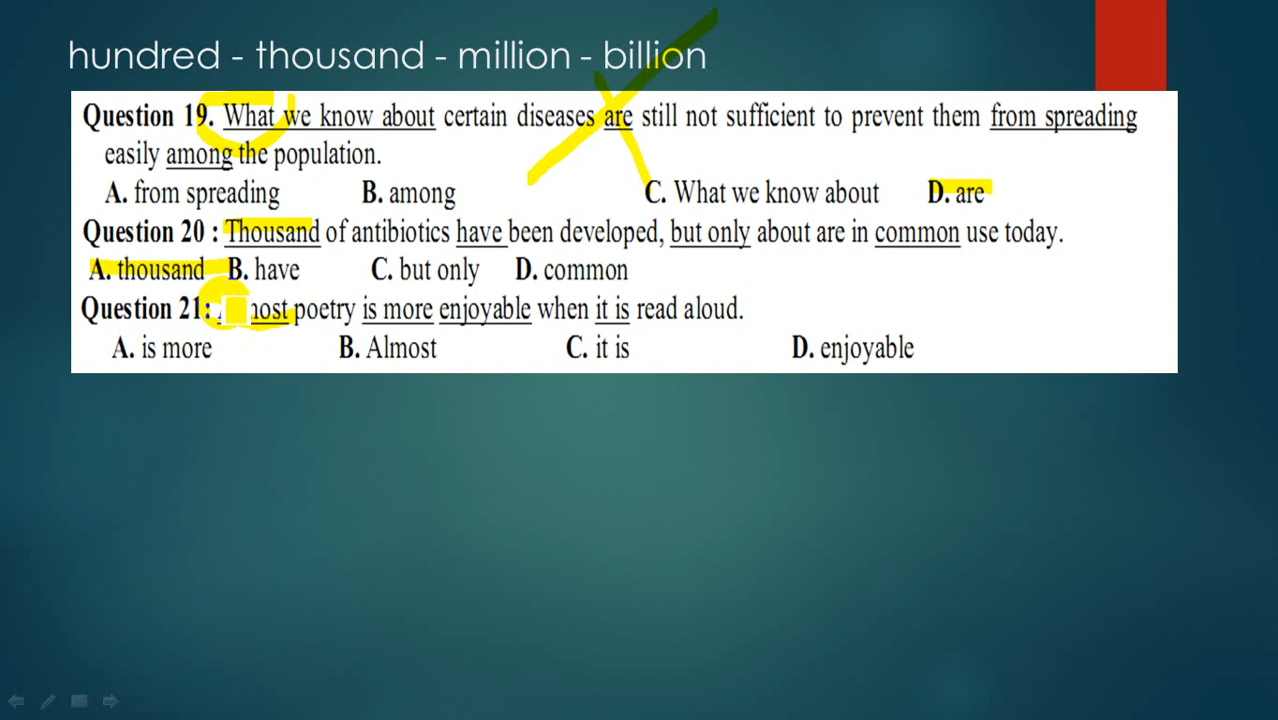 hundred - thousand - million - billion
Question 19. What we know about certain diseases are still not sufficient to prevent them from spreading
easily among the population.
A. from spreading B. among C. What we know about D. are
Question 20 : Thousand of antibiotics have been developed, but only about are in common use today.
A. thousand B. have C. but only D. common
Question 21: poetry is more enjoyable when it is read aloud.
A. is more B. Almost C. it is D. enjoyable